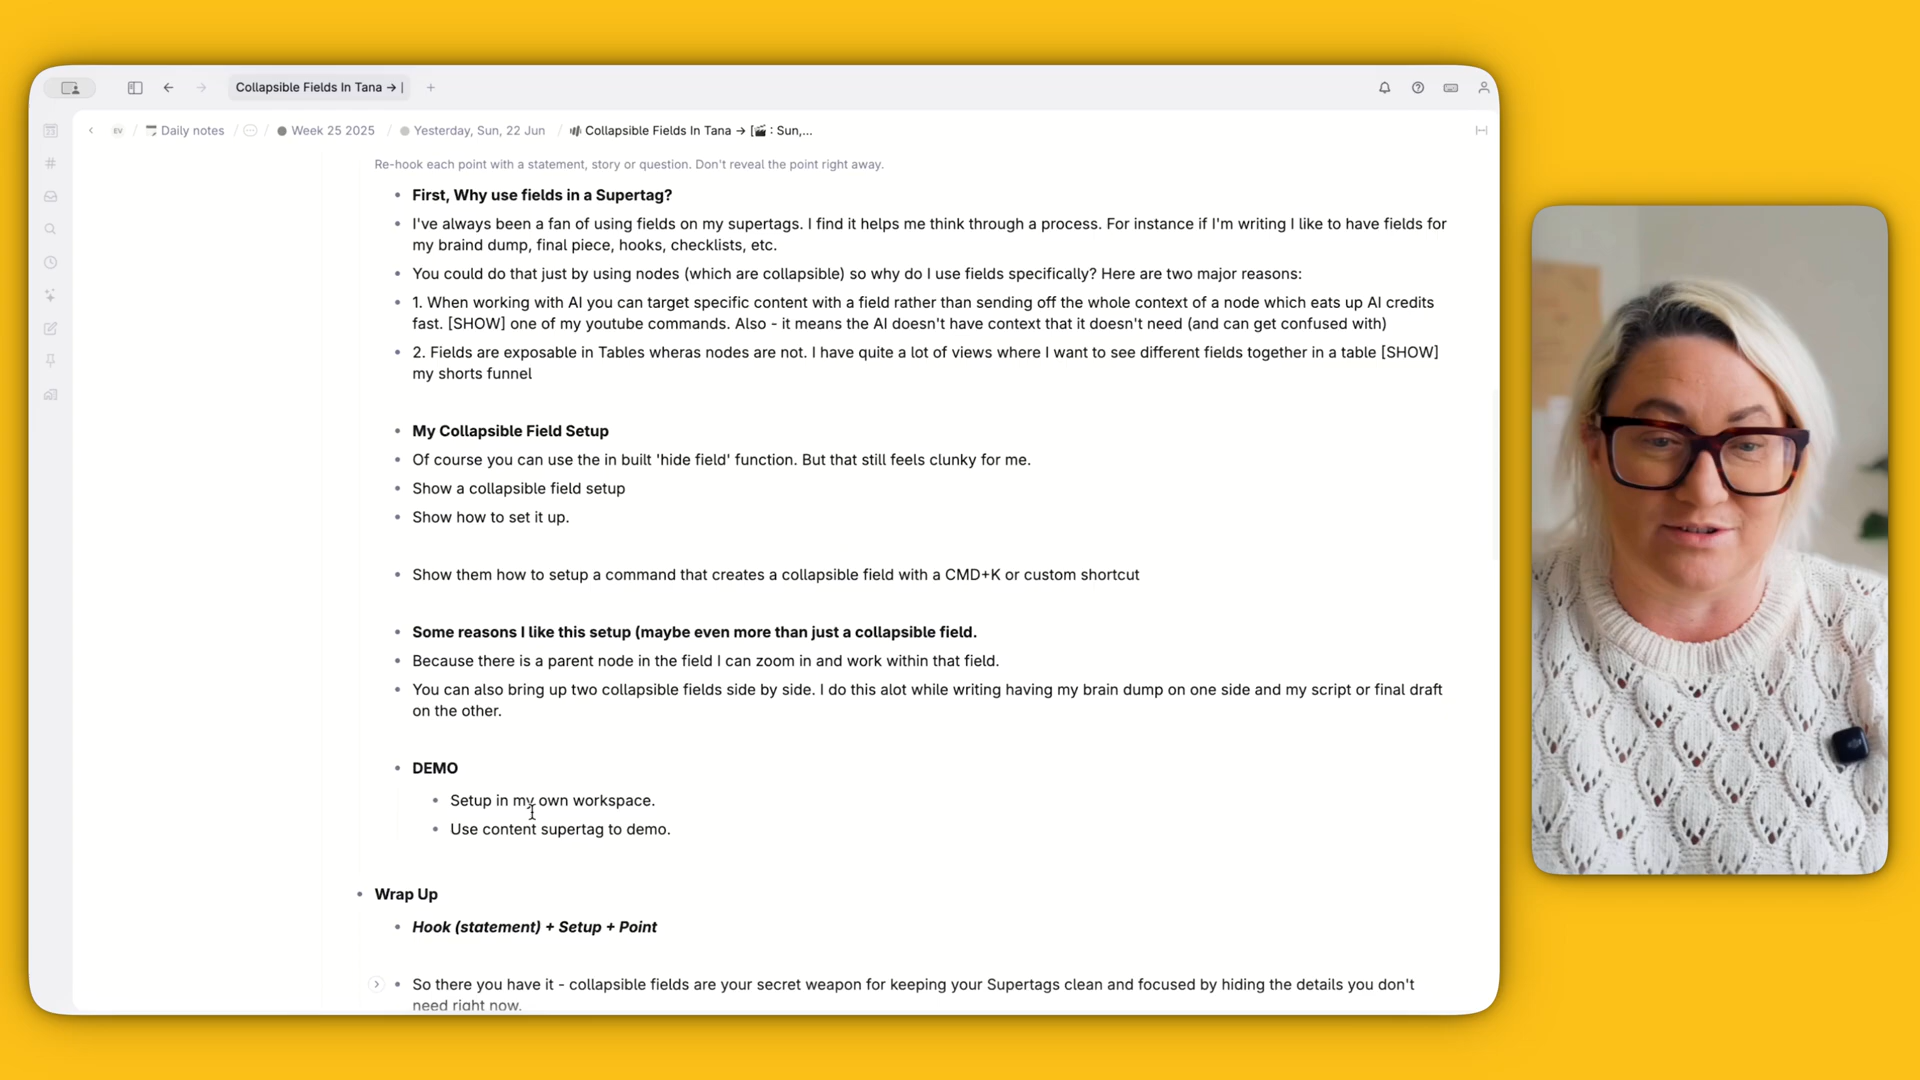 Collapsible Fields In Tana → |
EV / Daily notes / Week 25 2025 / Yesterday, Sun, 22 Jun / Collapsible Fields In Tana → [🎬 : Sun,...
Re-hook each point with a statement, story or question. Don't reveal the point right away.
First, Why use fields in a Supertag?
I've always been a fan of using fields on my supertags. I find it helps me think through a process. For instance if I'm writing I like to have fields for
my braind dump, final piece, hooks, checklists, etc.
You could do that just by using nodes (which are collapsible) so why do I use fields specifically? Here are two major reasons:
1. When working with AI you can target specific content with a field rather than sending off the whole context of a node which eats up AI credits
fast. [SHOW] one of my youtube commands. Also - it means the AI doesn't have context that it doesn't need (and can get confused with)
2. Fields are exposable in Tables wheras nodes are not. I have quite a lot of views where I want to see different fields together in a table [SHOW]
my shorts funnel
My Collapsible Field Setup
Of course you can use the in built 'hide field' function. But that still feels clunky for me.
Show a collapsible field setup
Show how to set it up.
Show them how to setup a command that creates a collapsible field with a CMD+K or custom shortcut
Some reasons I like this setup (maybe even more than just a collapsible field.
Because there is a parent node in the field I can zoom in and work within that field.
You can also bring up two collapsible fields side by side. I do this alot while writing having my brain dump on one side and my script or final draft
on the other.
DEMO
Setup in my own workspace.
Use content supertag to demo.
Wrap Up
Hook (statement) + Setup + Point
So there you have it - collapsible fields are your secret weapon for keeping your Supertags clean and focused by hiding the details you don't
need right now.